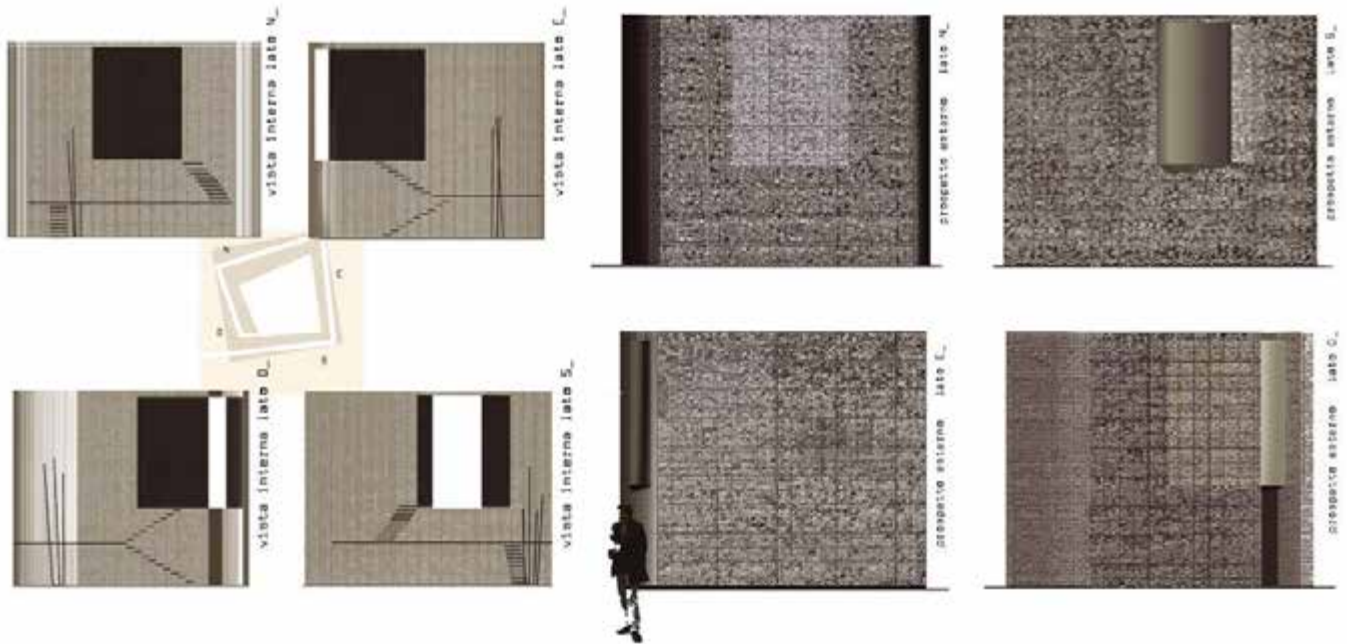 vista interna lato O_
vista interna lato N_
vista interna lato S_
vista interna lato E_
prospetto esterno lato E_
prospetto esterno lato N_
prospetto esterno lato O_
prospetto esterno lato S_